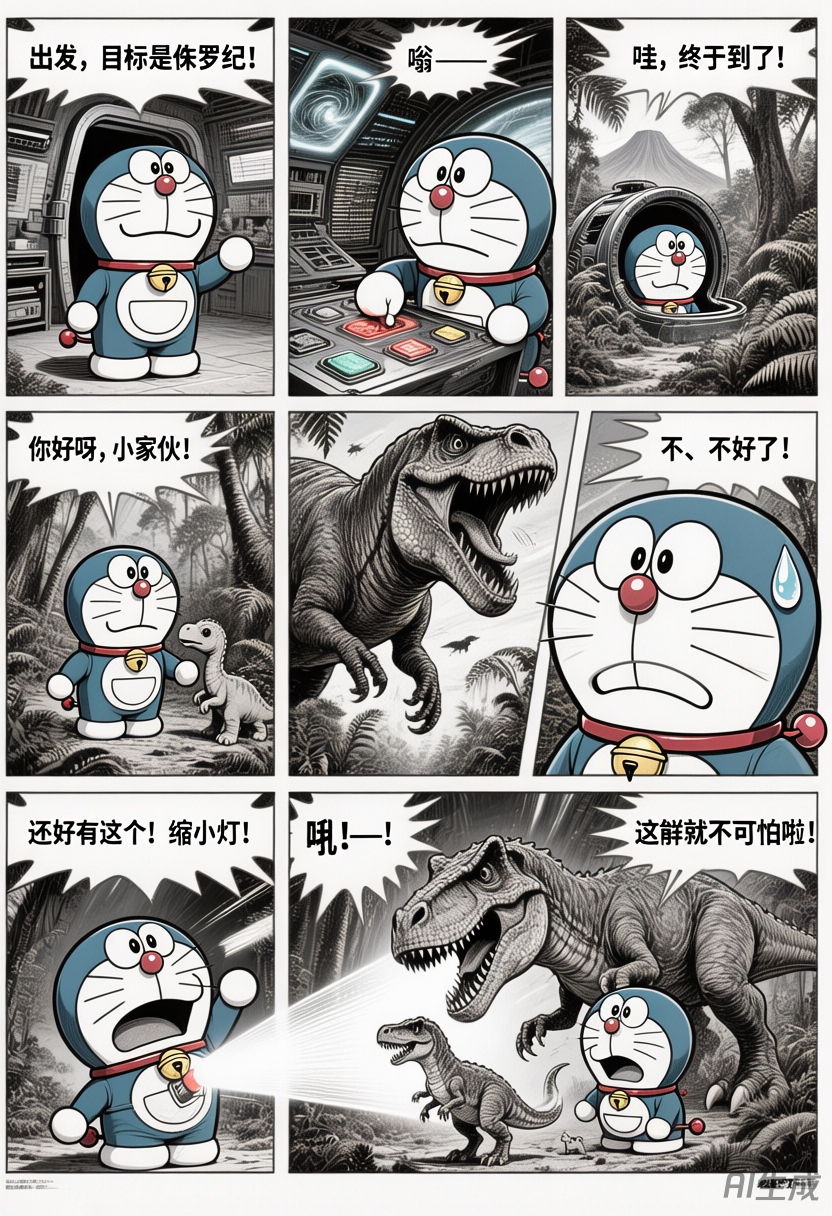 出发，目标是侏罗纪！
嗡——
哇，终于到了！
你好呀，小家伙！
不、不好了！
还好有这个！缩小灯！
吼！—！
这就不可怕啦！
AI生成